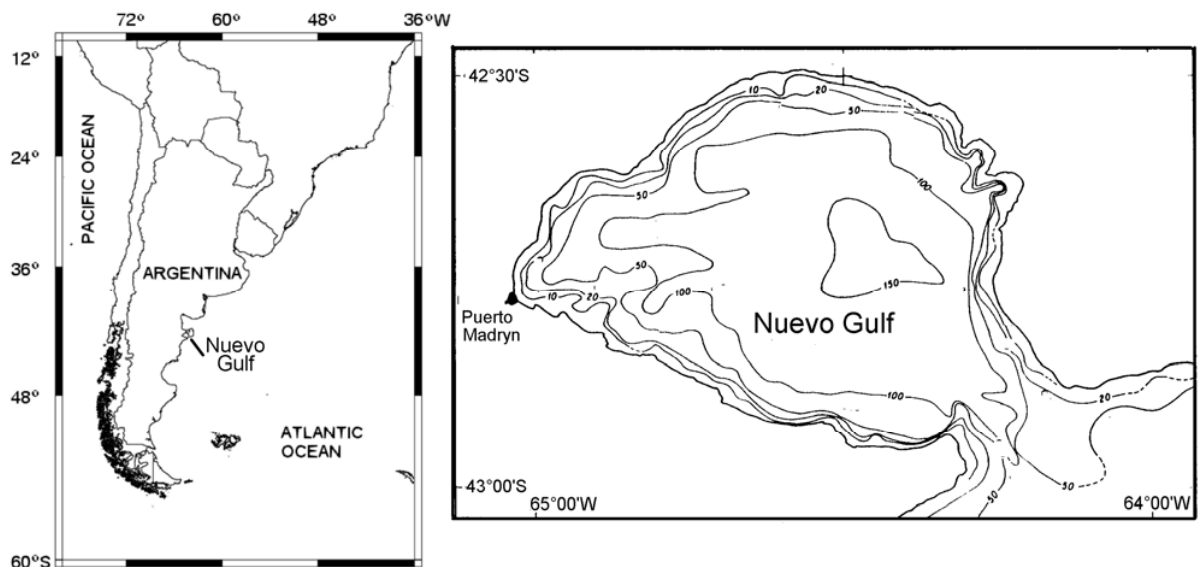 72° 60° 48° 36°W
12°
24°
36°
48°
60°S
PACIFIC OCEAN
ARGENTINA
Nuevo
Gulf
ATLANTIC
OCEAN
42°30'S
10
20
50
100
50
150
50
10
20
100
Puerto
Madryn
Nuevo Gulf
100
20
50
50
43°00'S
65°00'W
64°00'W